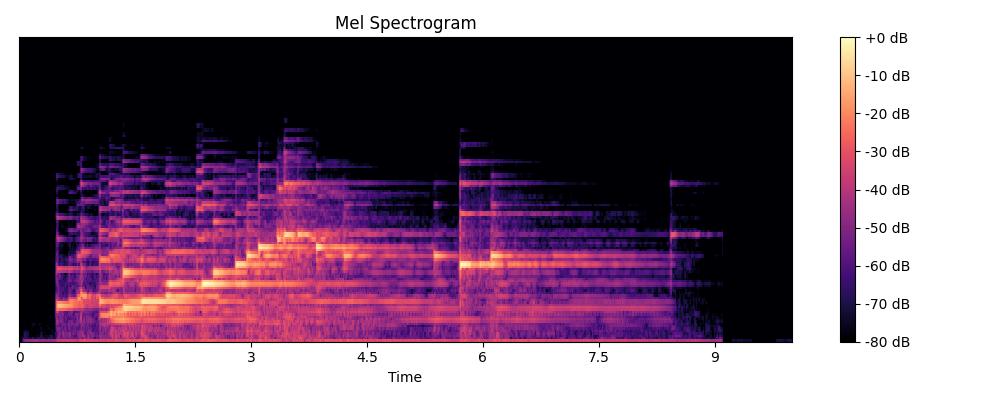 Mel Spectrogram
+0 dB
-10 dB
-20 dB
-30 dB
-40 dB
-50 dB
-60 dB
-70 dB
-80 dB
0 1.5 3 4.5 6 7.5 9
Time